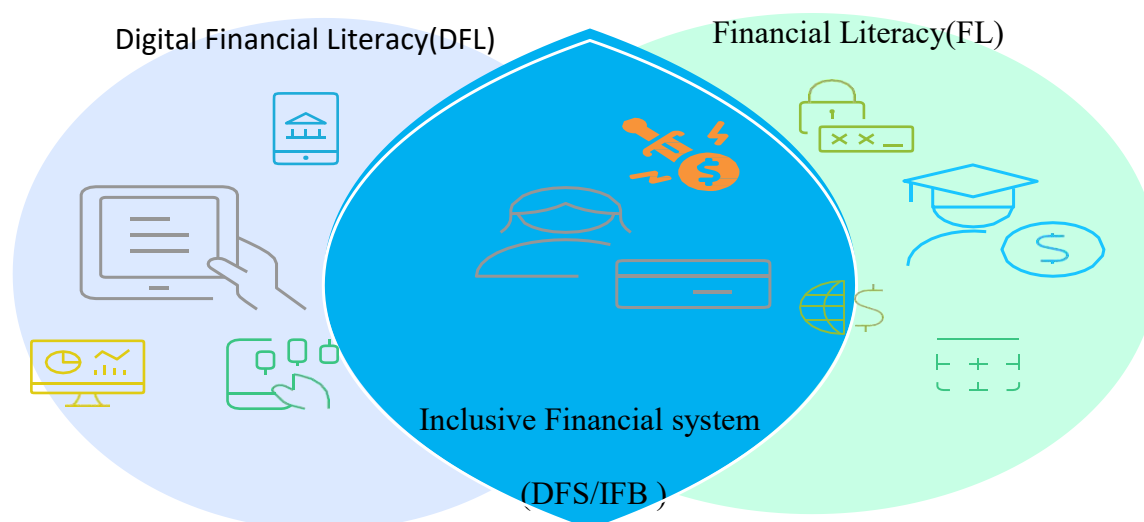 Digital Financial Literacy(DFL)
Financial Literacy(FL)
Inclusive Financial system
(DFS/IFB )